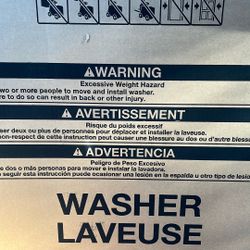 WARNING
Excessive Weight Hazard
two or more people to move and install washer.
re to do so can result in back or other injury.
AVERTISSEMENT
Risque du poids excessif
ser deux ou plus de personnes pour déplacer et installer la laveuse.
non-respect de cette instruction peut causer une blessure au dos ou d'autre bless
ADVERTENCIA
Peligro de Peso Excesivo
e dos o más personas para mover e instalar la lavadora.
seguir esta instrucción puede ocasionar una lesión en la espalda u otro tipo de lesió
WASHER
LAVEUSE